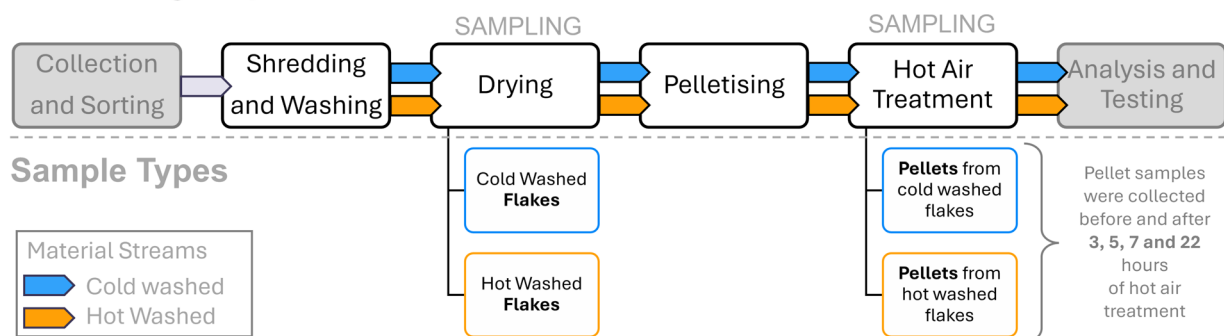 SAMPLING
SAMPLING
Collection
and Sorting
Shredding
and Washing
Drying
Pelletising
Hot Air
Treatment
Analysis and
Testing
Sample Types
Cold Washed
Flakes
Hot Washed
Flakes
Pellets from
cold washed
flakes
Pellets from
hot washed
flakes
Pellet samples
were collected
before and after
3, 5, 7 and 22
hours
of hot air
treatment
Material Streams
Cold washed
Hot Washed